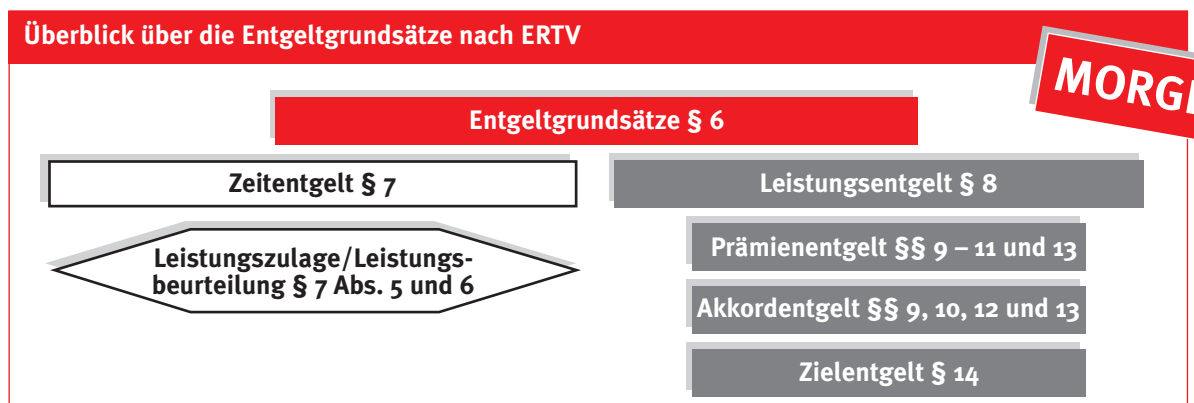 Überblick über die Entgeltgrundsätze nach ERTV
Entgeltgrundsätze § 6
Zeitentgelt § 7
Leistungszulage/Leistungs-
beurteilung § 7 Abs. 5 und 6
Leistungsentgelt § 8
Prämienentgelt §§ 9 – 11 und 13
Akkordentgelt §§ 9, 10, 12 und 13
Zielentgelt § 14